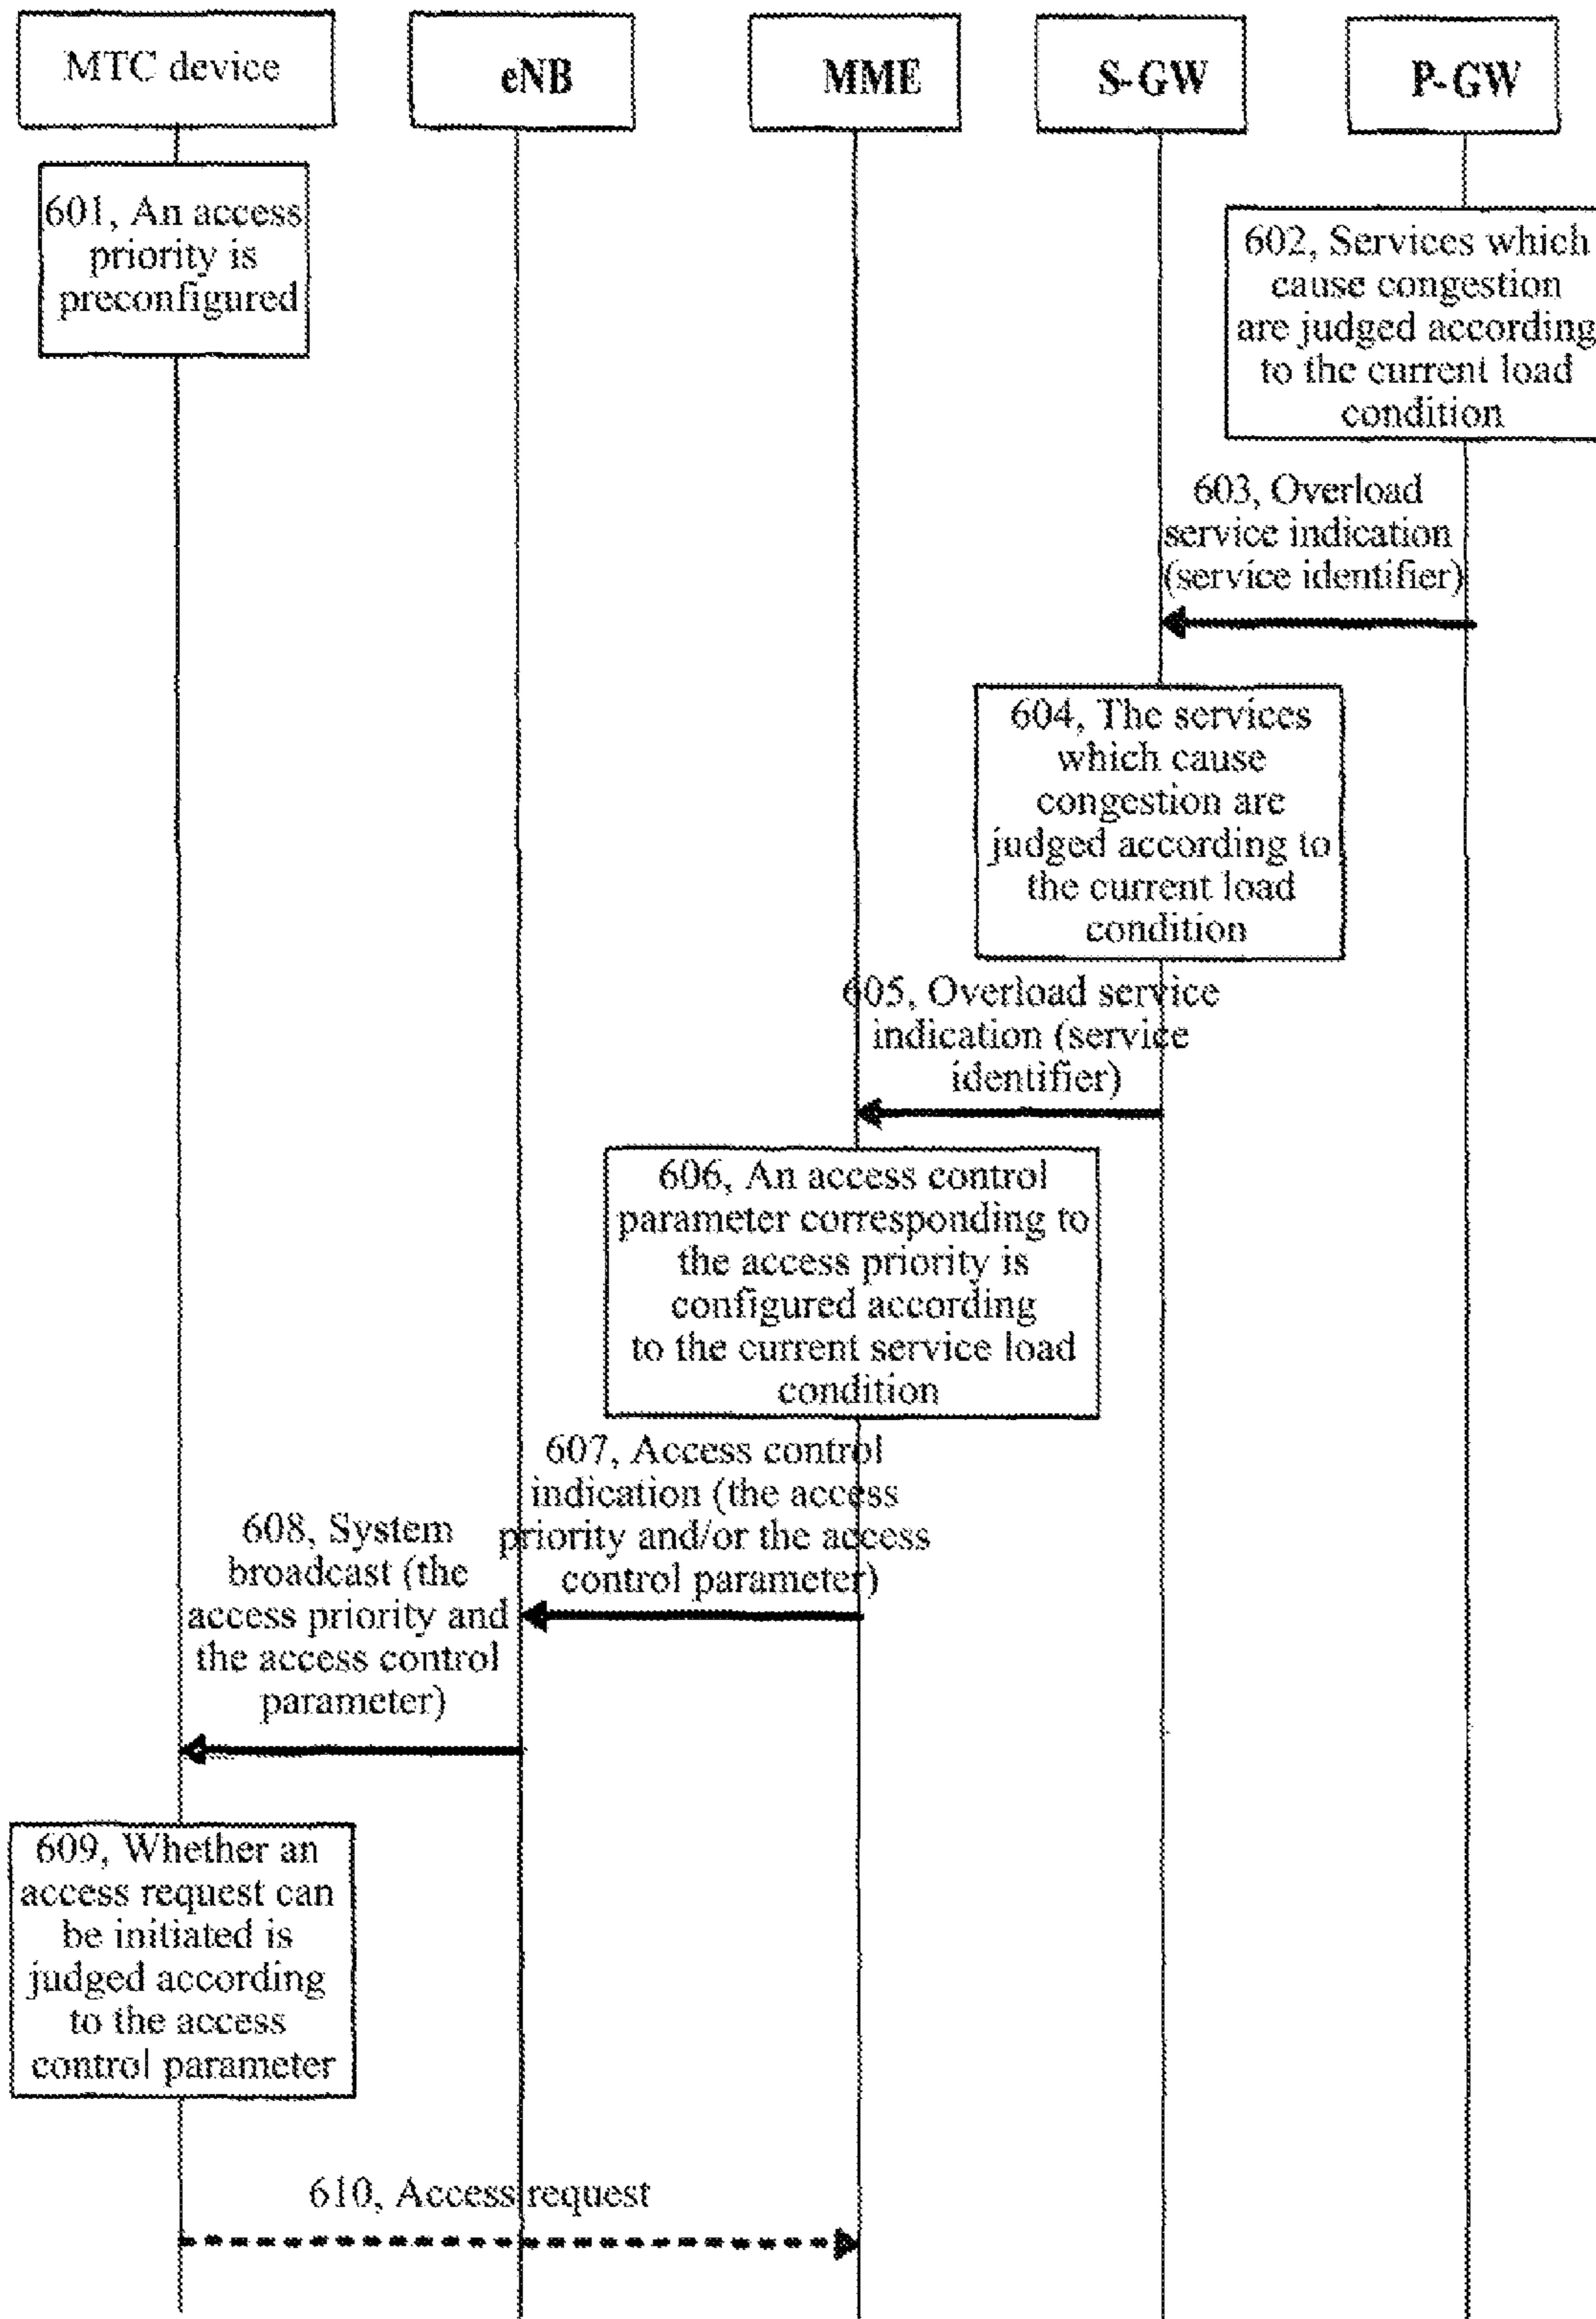 MTC device
eNB
MME
S-GW
P-GW
601, An access
priority is
preconfigured
602, Services which
cause congestion
are judged according
to the current load
condition
603, Overload
service indication
(service identifier)
604, The services
which cause
congestion are
judged according to
the current load
condition
605, Overload service
indication (service
identifier)
606, An access control
parameter corresponding to
the access priority is
configured according
to the current service load
condition
607, Access control
indication (the access
priority and/or the access
control parameter)
608, System
broadcast (the
access priority and
the access control
parameter)
609, Whether an
access request can
be initiated is
judged according
to the access
control parameter
610, Access request